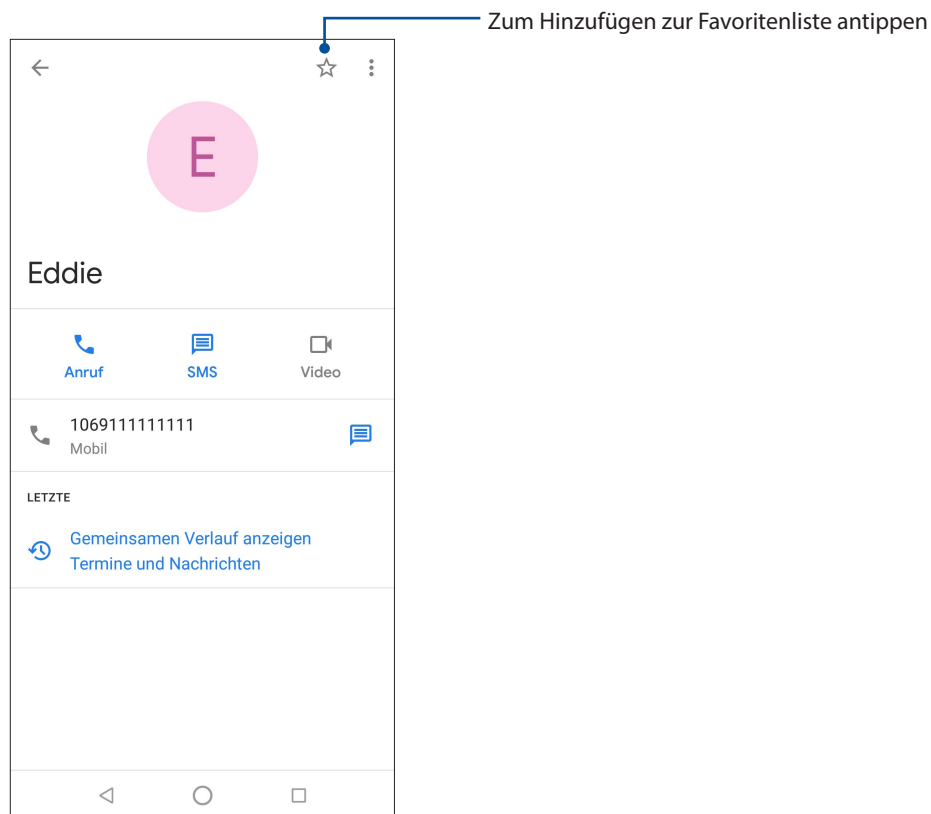 Zum Hinzufügen zur Favoritenliste antippen
E
Eddie
Anruf
SMS
Video
1069111111111
Mobil
LETZTE
Gemeinsamen Verlauf anzeigen
Termine und Nachrichten